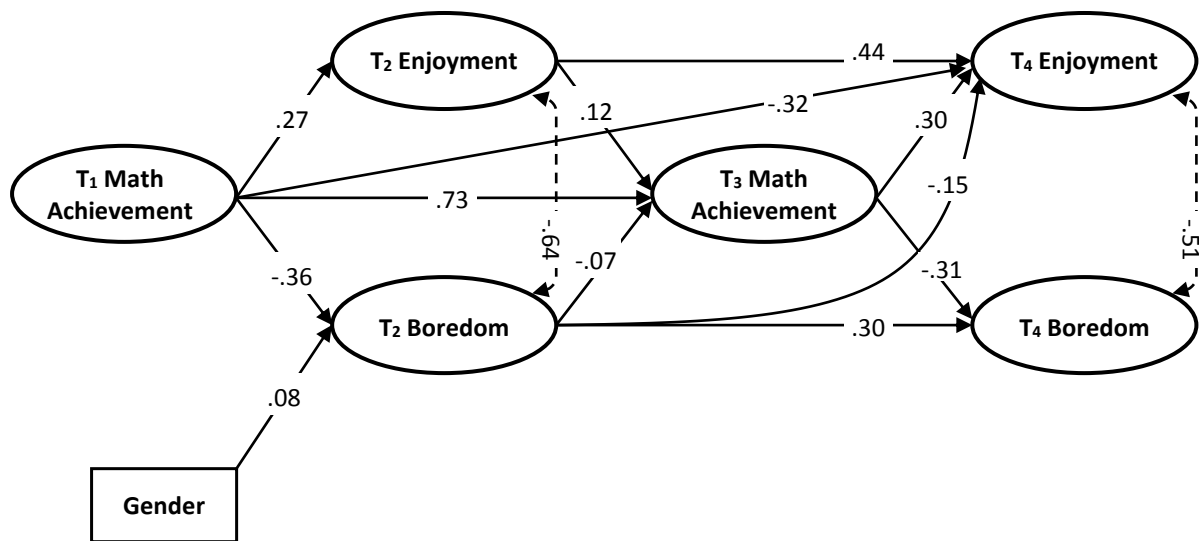 T₂ Enjoyment
.44
T₄ Enjoyment
-.32
.12
.27
.30
T₁ Math
Achievement
.73
T₃ Math
Achievement
-.15
-.64
-.51
-.07
-.36
-.31
T₂ Boredom
.30
T₄ Boredom
.08
Gender